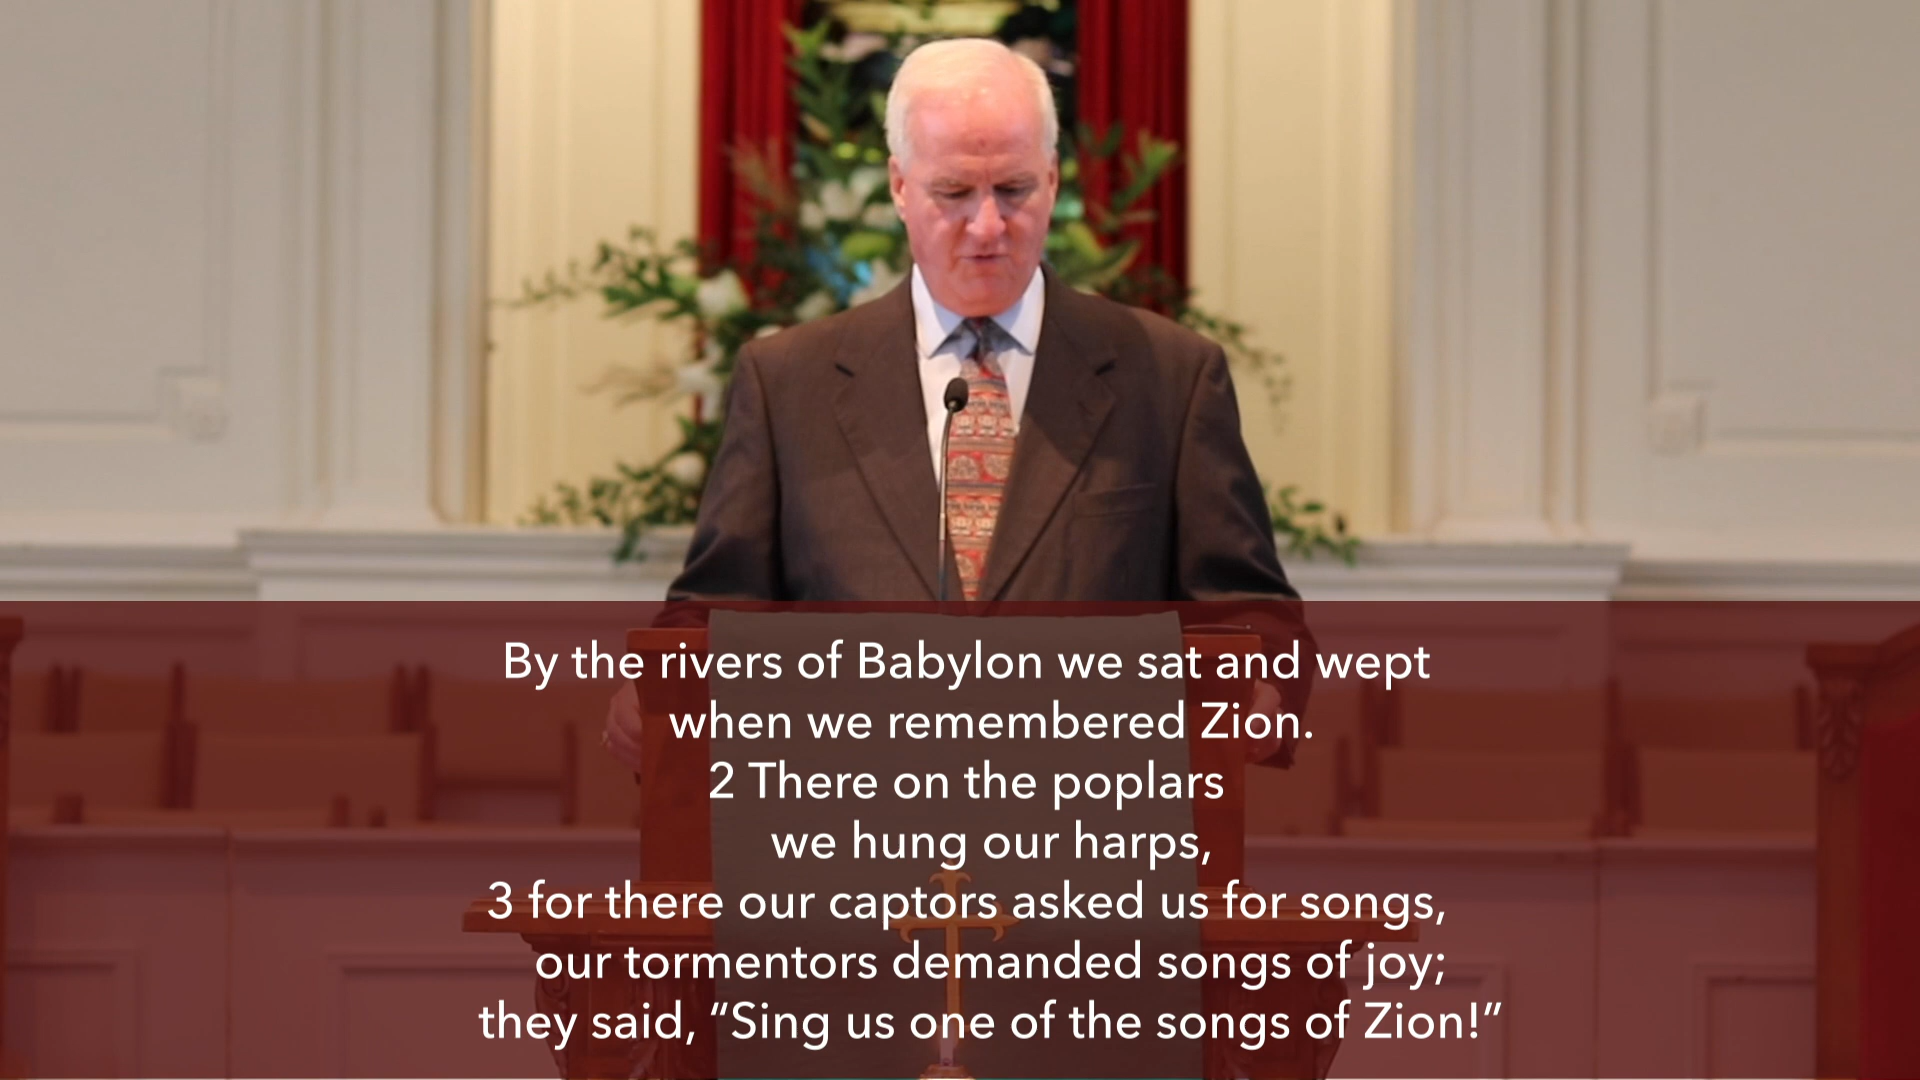 By the rivers of Babylon we sat and wept
when we remembered Zion.
2 There on the poplars
we hung our harps,
3 for there our captors asked us for songs,
our tormentors demanded songs of joy;
they said, “Sing us one of the songs of Zion!”